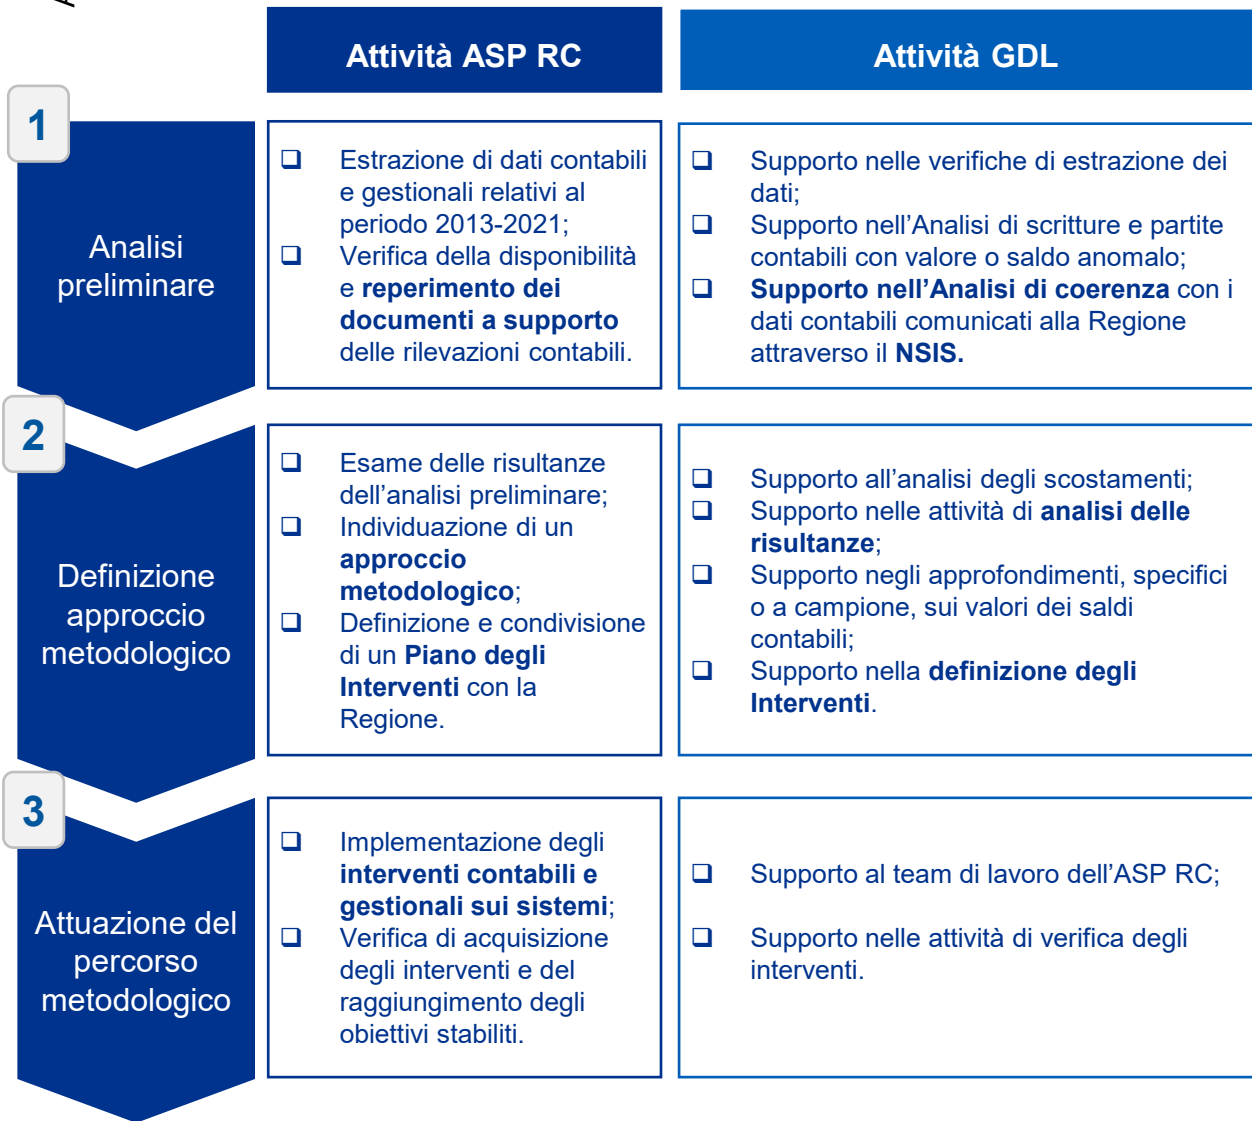 Attività ASP RC
Attività GDL
1
Analisi
preliminare
❑ Estrazione di dati contabili
e gestionali relativi al
periodo 2013-2021;
❑ Verifica della disponibilità
e reperimento dei
documenti a supporto
delle rilevazioni contabili.
❑ Supporto nelle verifiche di estrazione dei
dati;
❑ Supporto nell’Analisi di scritture e partite
contabili con valore o saldo anomalo;
❑ Supporto nell’Analisi di coerenza con i
dati contabili comunicati alla Regione
attraverso il NSIS.
2
Definizione
approccio
metodologico
❑ Esame delle risultanze
dell’analisi preliminare;
❑ Individuazione di un
approccio
metodologico;
❑ Definizione e condivisione
di un Piano degli
Interventi con la
Regione.
❑ Supporto all’analisi degli scostamenti;
❑ Supporto nelle attività di analisi delle
risultanze;
❑ Supporto negli approfondimenti, specifici
o a campione, sui valori dei saldi
contabili;
❑ Supporto nella definizione degli
Interventi.
3
Attuazione del
percorso
metodologico
❑ Implementazione degli
interventi contabili e
gestionali sui sistemi;
❑ Verifica di acquisizione
degli interventi e del
raggiungimento degli
obiettivi stabiliti.
❑ Supporto al team di lavoro dell’ASP RC;
❑ Supporto nelle attività di verifica degli
interventi.